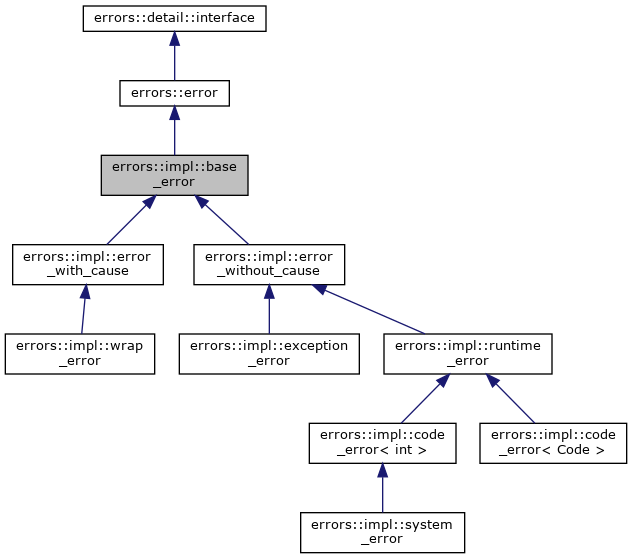 errors::detail::interface
errors::error
errors::impl::base
_error
errors::impl::error
_with_cause
errors::impl::error
_without_cause
errors::impl::wrap
_error
errors::impl::exception
_error
errors::impl::runtime
_error
errors::impl::code
_error< int >
errors::impl::code
_error< Code >
errors::impl::system
_error